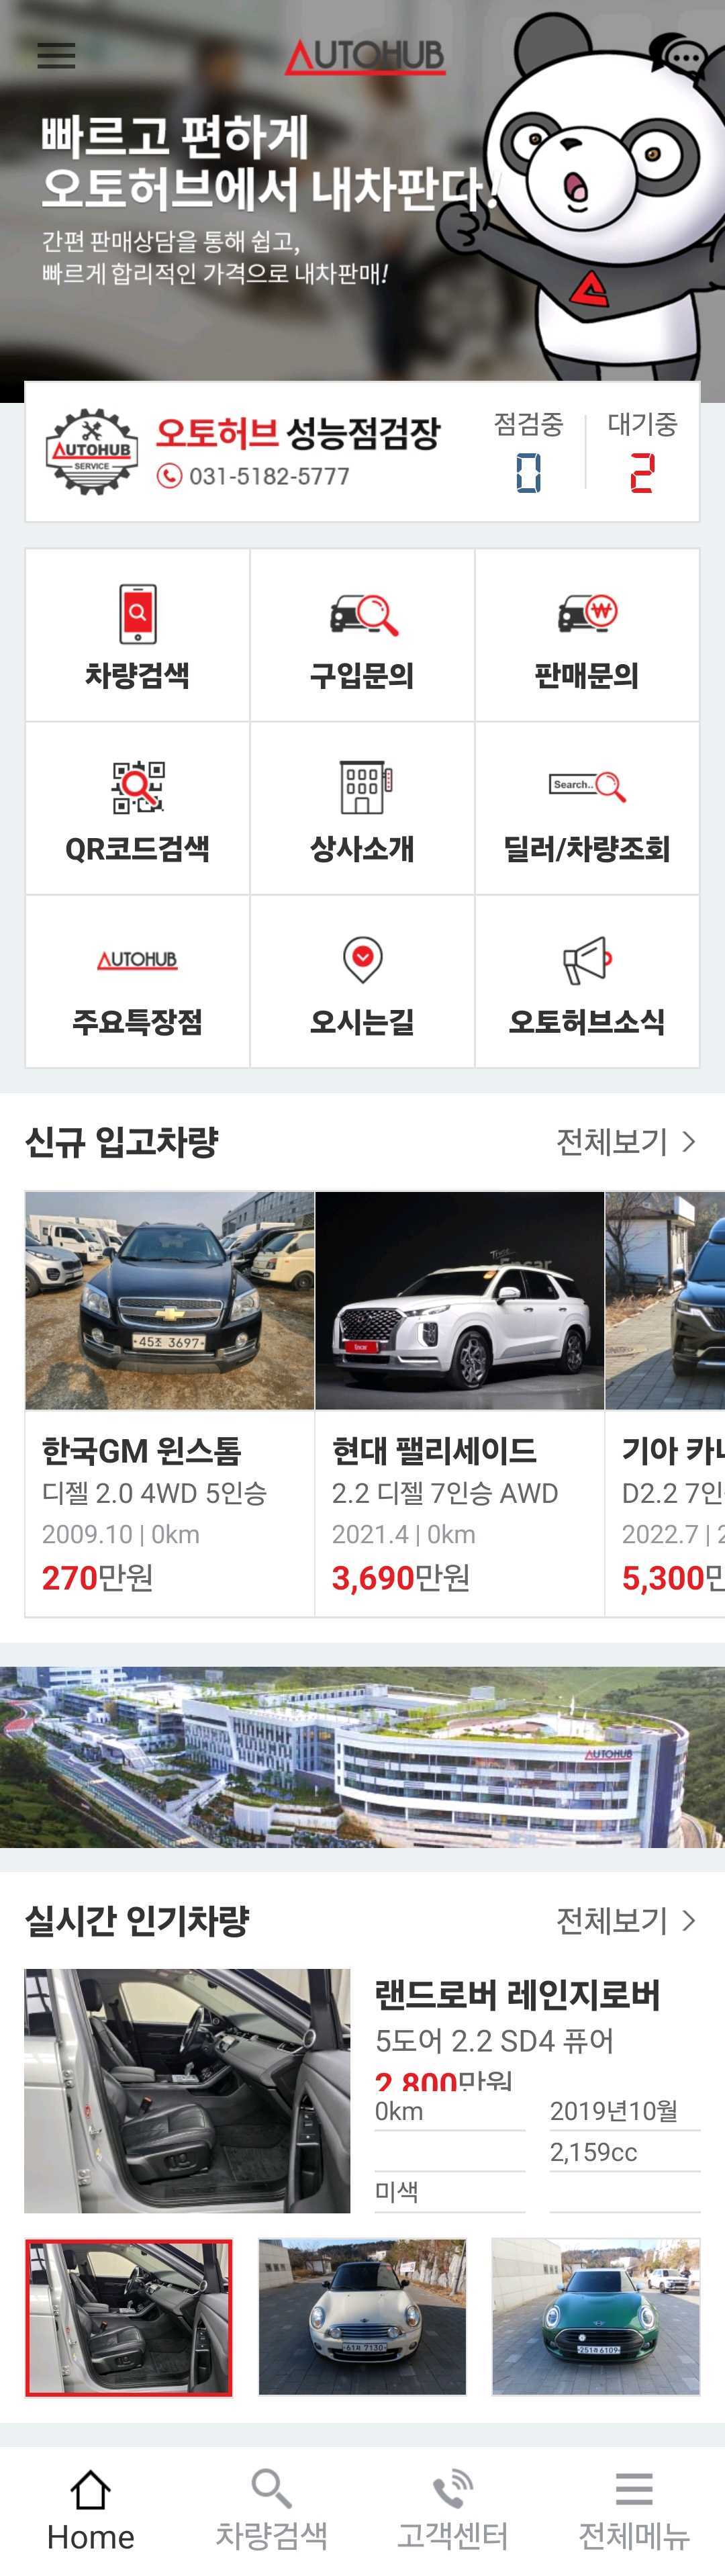 AUTOHUB
빠르고 편하게
오토허브에서 내차판다!
간편 판매상담을 통해 쉽고,
빠르게 합리적인 가격으로 내차판매!
AUTOHUB
SERVICE
오토허브 성능점검장
031-5182-5777
점검중
0
대기중
2
차량검색
구입문의
판매문의
Search..
QR코드검색
상사소개
딜러/차량조회
AUTOHUB
주요특장점
오시는길
오토허브소식
신규 입고차량
전체보기 >
45조 3697
Encar
한국GM 윈스톰
디젤 2.0 4WD 5인승
2009.10 | 0km
270만원
현대 팰리세이드
2.2 디젤 7인승 AWD
2021.4 | 0km
3,690만원
기아
D2.2 7인
2022.7 | 2
5,300만
AUTOHUB
실시간 인기차량
전체보기 >
랜드로버 레인지로버
5도어 2.2 SD4 퓨어
2,800만원
0km
2019년10월
2,159cc
미색
Home
차량검색
고객센터
전체메뉴